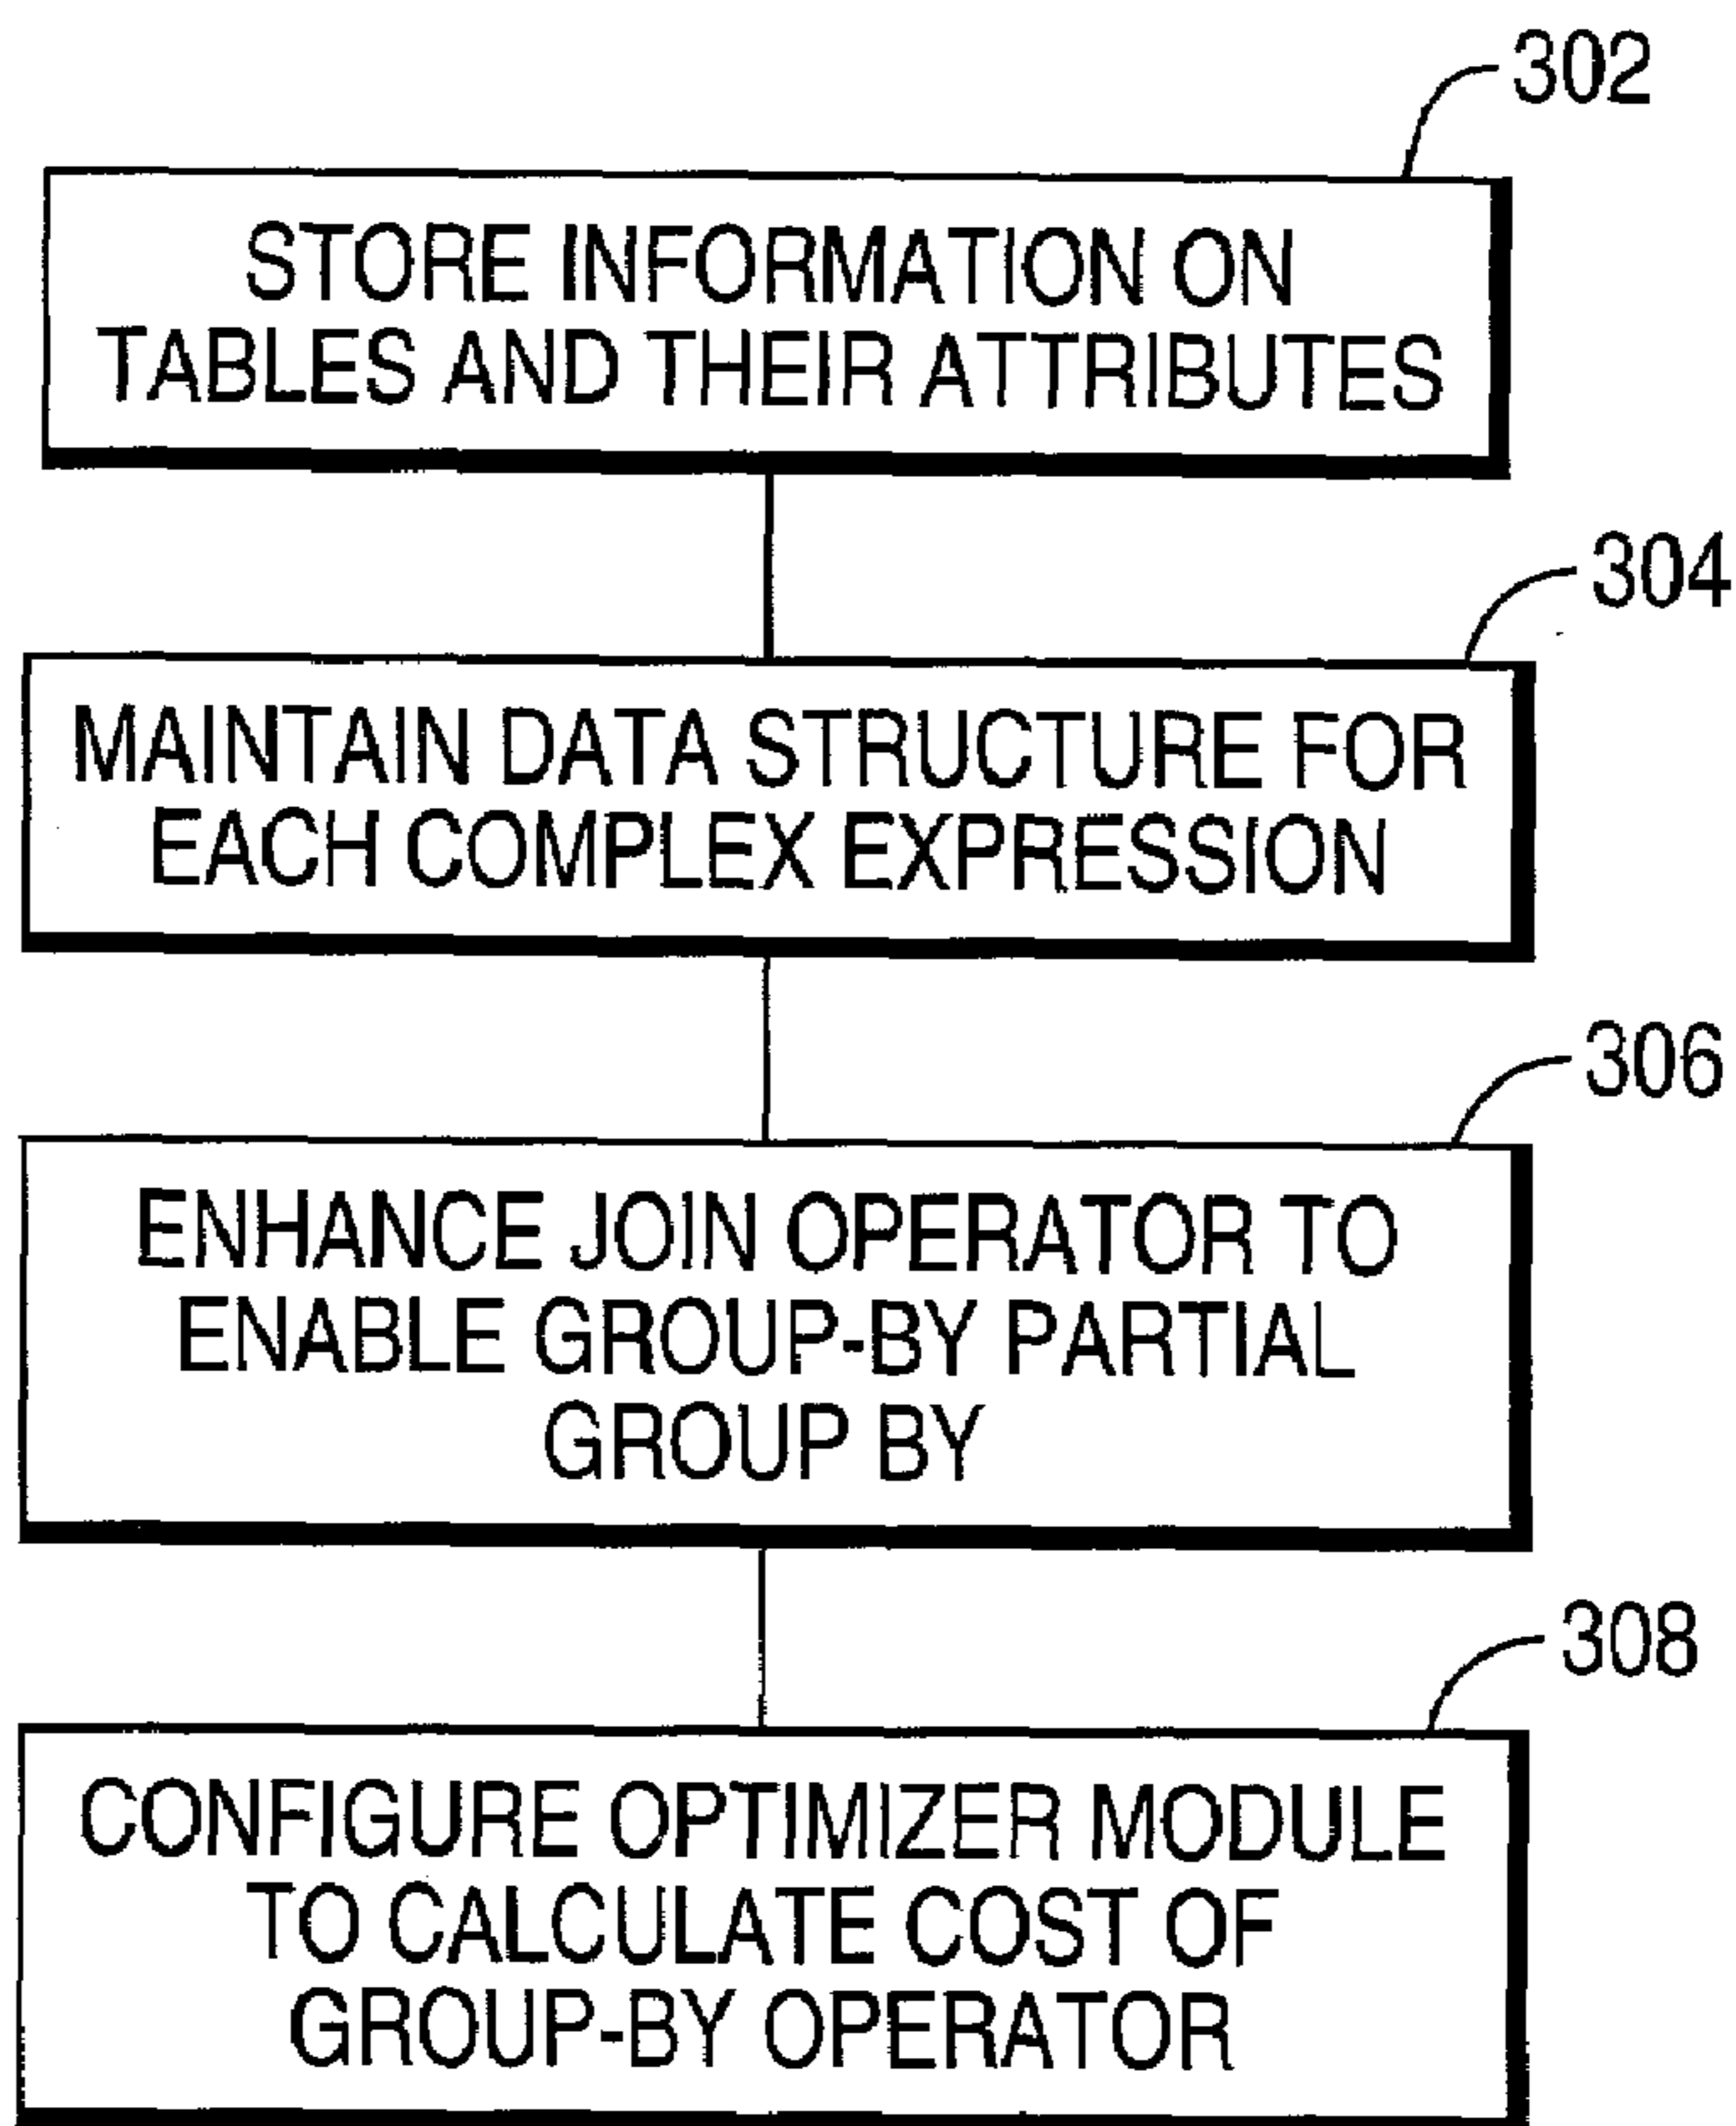 302
STORE INFORMATION ON
TABLES AND THEIR ATTRIBUTES
304
MAINTAIN DATA STRUCTURE FOR
EACH COMPLEX EXPRESSION
306
ENHANCE JOIN OPERATOR TO
ENABLE GROUP-BY PARTIAL
GROUP BY
308
CONFIGURE OPTIMIZER MODULE
TO CALCULATE COST OF
GROUP-BY OPERATOR